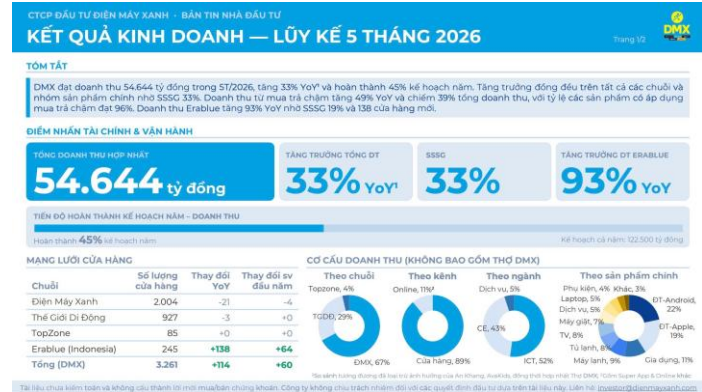 CTCP ĐẦU TƯ ĐIỆN MÁY XANH · BẢN TIN NHÀ ĐẦU TƯ
KẾT QUẢ KINH DOANH — LŨY KẾ 5 THÁNG 2026
Trang 1/2
DMX
TÓM TẮT
DMX đạt doanh thu 54.644 tỷ đồng trong 5T/2026, tăng 33% YoY¹ và hoàn thành 45% kế hoạch năm. Tăng trưởng đồng đều trên tất cả các chuỗi và
nhóm sản phẩm chính nhờ SSSG 33%. Doanh thu từ mua trả chậm tăng 49% YoY và chiếm 39% tổng doanh thu, với tỷ lệ các sản phẩm có áp dụng
mua trả chậm đạt 96%. Doanh thu Erablue tăng 93% YoY nhờ SSSG 19% và 138 cửa hàng mới.
ĐIỂM NHẤN TÀI CHÍNH & VẬN HÀNH
TỔNG DOANH THU HỢP NHẤT
54.644 tỷ đồng
TĂNG TRƯỞNG TỔNG DT
33% YoY¹
SSSG
33%
TĂNG TRƯỞNG DT ERABLUE
93% YoY
TIẾN ĐỘ HOÀN THÀNH KẾ HOẠCH NĂM – DOANH THU
Hoàn thành 45% kế hoạch năm
Kế hoạch cả năm: 122.500 tỷ đồng
MẠNG LƯỚI CỬA HÀNG
Chuỗi Số lượng cửa hàng Thay đổi YoY Thay đổi sv đầu năm
Điện Máy Xanh 2.004 -21 -4
Thế Giới Di Động 927 -3 +0
TopZone 85 +0 +0
Erablue (Indonesia) 245 +138 +64
Tổng (DMX) 3.261 +114 +60
CƠ CẤU DOANH THU (KHÔNG BAO GỒM THỢ DMX)
Theo chuỗi
Topzone, 4%
TGDĐ, 29%
ĐMX, 67%
Theo kênh
Online, 11%²
Cửa hàng, 89%
Theo ngành
Dịch vụ, 5%
CE, 43%
ICT, 52%
Theo sản phẩm chính
Phụ kiện, 4% Khác, 3%
Laptop, 5%
Dịch vụ, 5%
Máy giặt, 7%
TV, 8%
Tủ lạnh, 8%
Máy lạnh, 9%
Gia dụng, 11%
ĐT-Apple, 19%
ĐT-Android, 22%
Tài liệu chưa kiểm toán và không cấu thành lời mời mua/bán chứng khoán. Công ty không chịu trách nhiệm đối với các quyết định đầu tư dựa trên tài liệu này. Liên hệ: investor@dienmayxanh.com